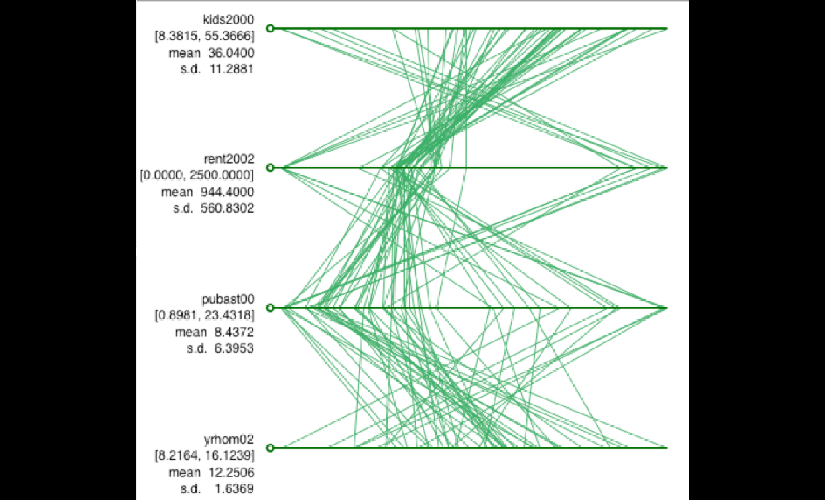 kids2000
[8.3815, 55.3666]
mean 36.0400
s.d. 11.2881
rent2002
[0.0000, 2500.0000]
mean 944.4000
s.d. 560.8302
pubast00
[0.8981, 23.4318]
mean 8.4372
s.d. 6.3953
yrhom02
[8.2164, 16.1239]
mean 12.2506
s.d. 1.6369